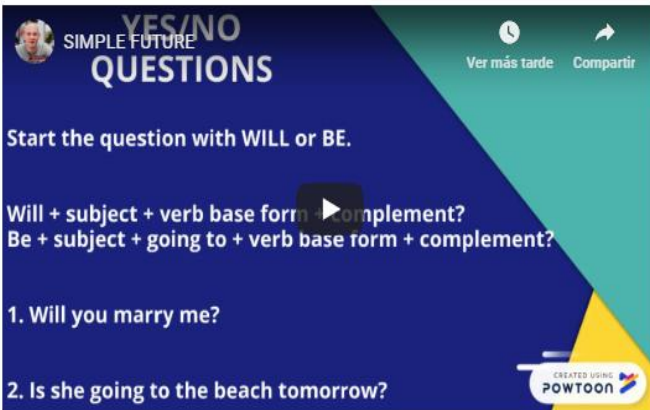 YES/NO
SIMPLE FUTURE
QUESTIONS
Ver más tarde
Compartir
Start the question with WILL or BE.
Will + subject + verb base form + complement?
Be + subject + going to + verb base form + complement?
1. Will you marry me?
2. Is she going to the beach tomorrow?
CREATED USING
POWTOON